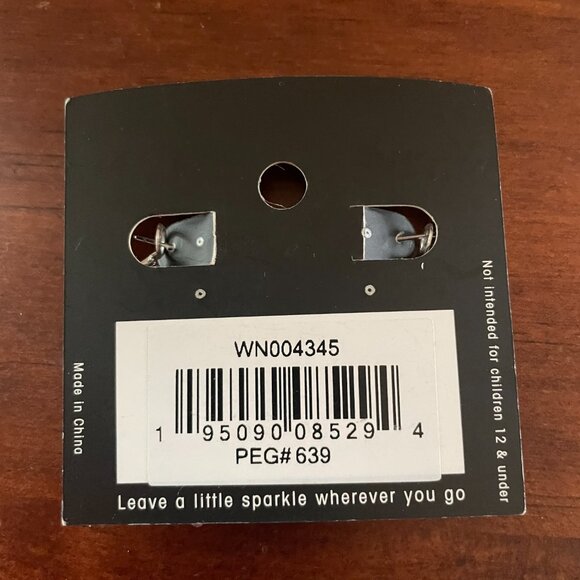 WN004345
1 95090 08529 4
PEG# 639
Leave a little sparkle wherever you go
Made in China
Not intended for children 12 & under